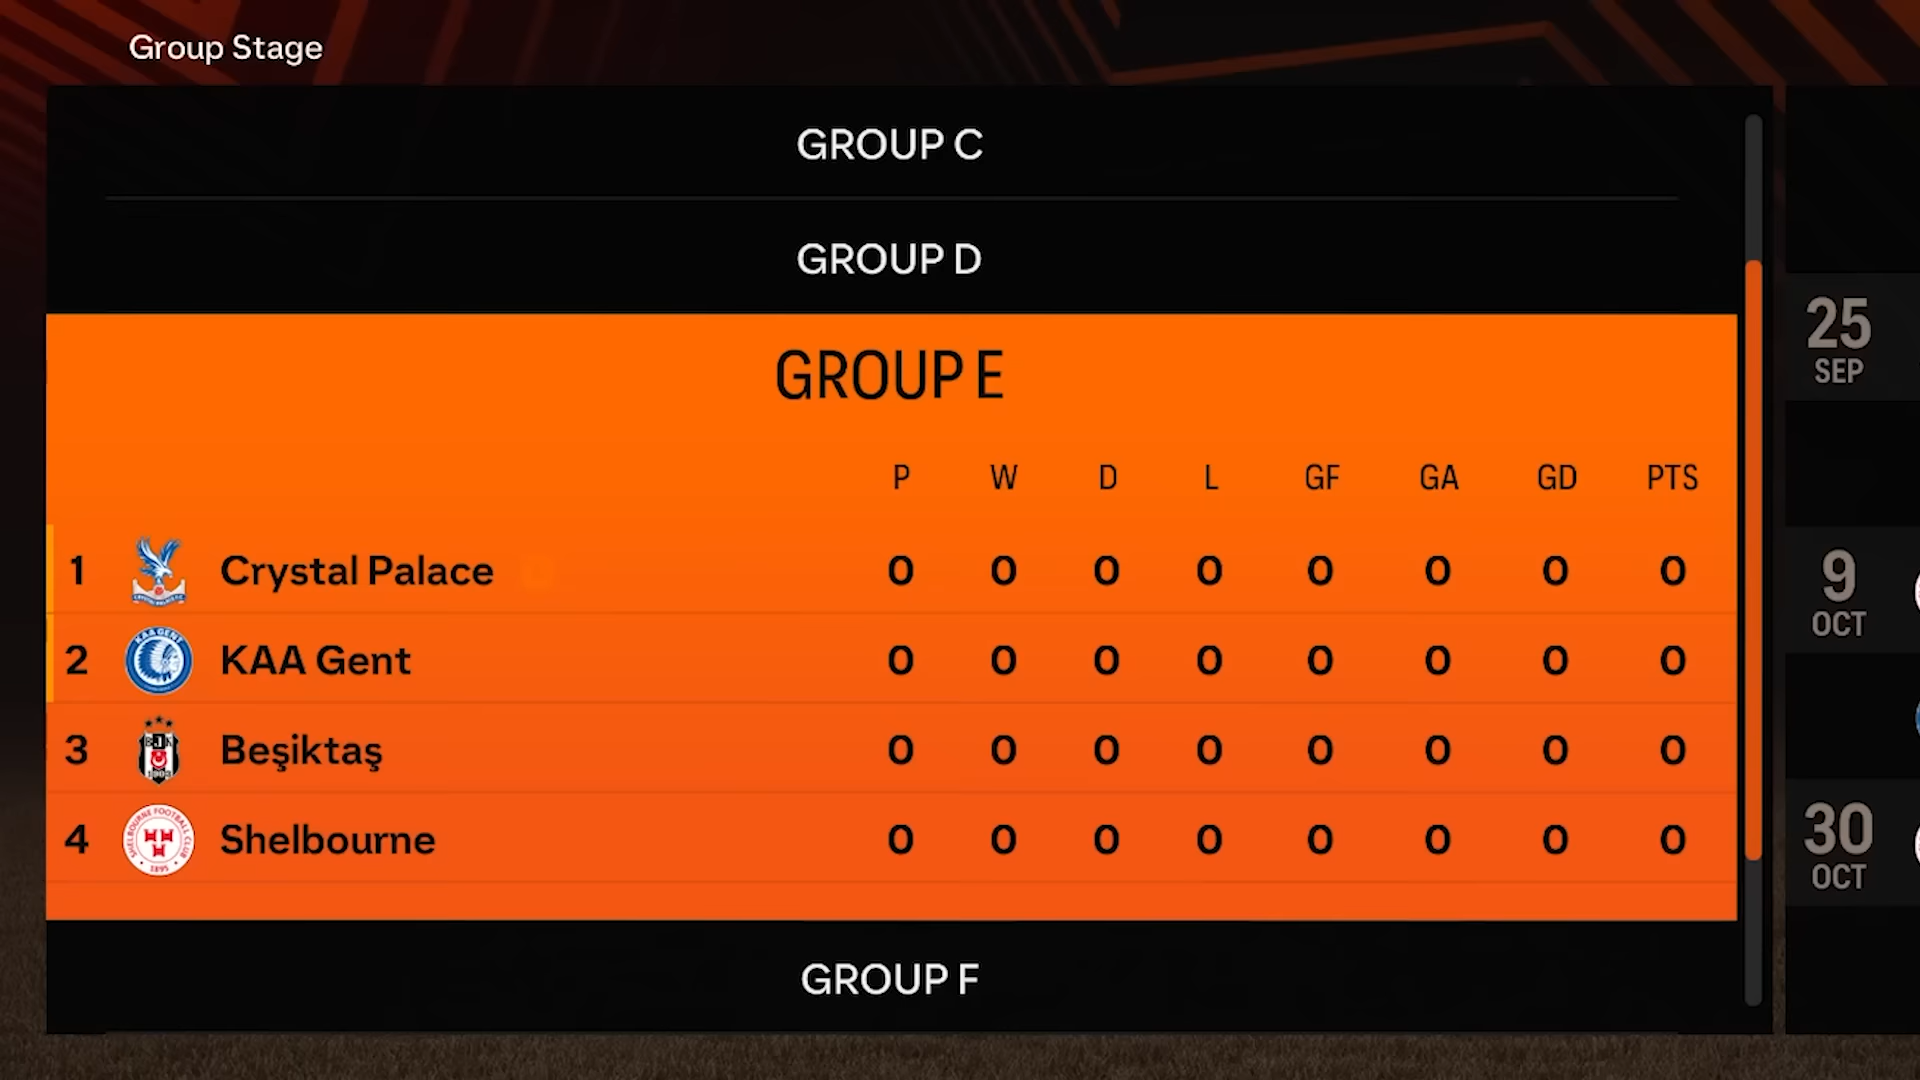 Group Stage
GROUP C
GROUP D
GROUP E
P W D L GF GA GD PTS
1 Crystal Palace 0 0 0 0 0 0 0 0
2 KAA Gent 0 0 0 0 0 0 0 0
3 Beşiktaş 0 0 0 0 0 0 0 0
4 Shelbourne 0 0 0 0 0 0 0 0
GROUP F
25
SEP
9
OCT
30
OCT